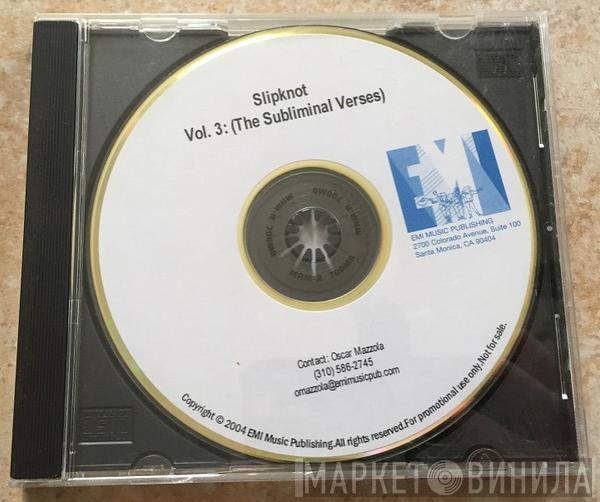 Slipknot
Vol. 3: (The Subliminal Verses)
EMI
EMI MUSIC PUBLISHING
2700 Colorado Avenue, Suite 100
Santa Monica, CA 90404
700MB
Contact: Oscar Mazzola
(310) 586-2745
omazzola@emimusicpub.com
Copyright © 2004 EMI Music Publishing.All rights reserved.For promotional use only.Not for sale.
МАРКЕТ ВИНИЛА